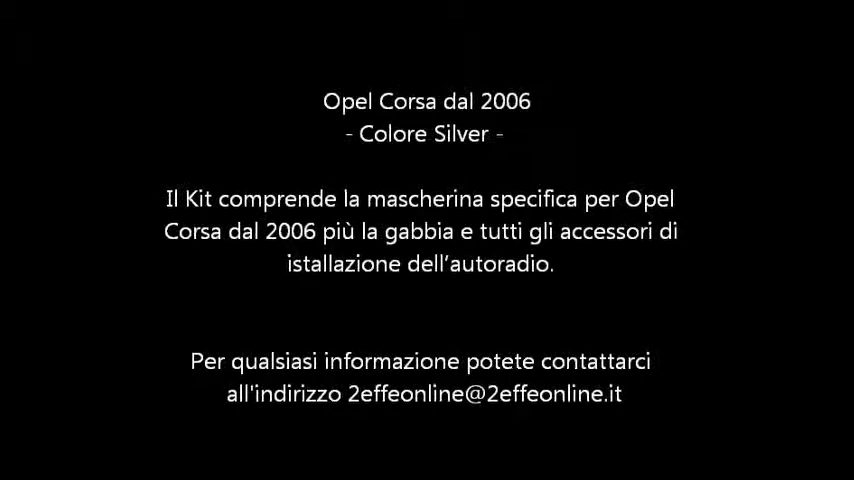 Opel Corsa dal 2006
- Colore Silver -
Il Kit comprende la mascherina specifica per Opel
Corsa dal 2006 più la gabbia e tutti gli accessori di
istallazione dell’autoradio.
Per qualsiasi informazione potete contattarci
all'indirizzo 2effeonline@2effeonline.it